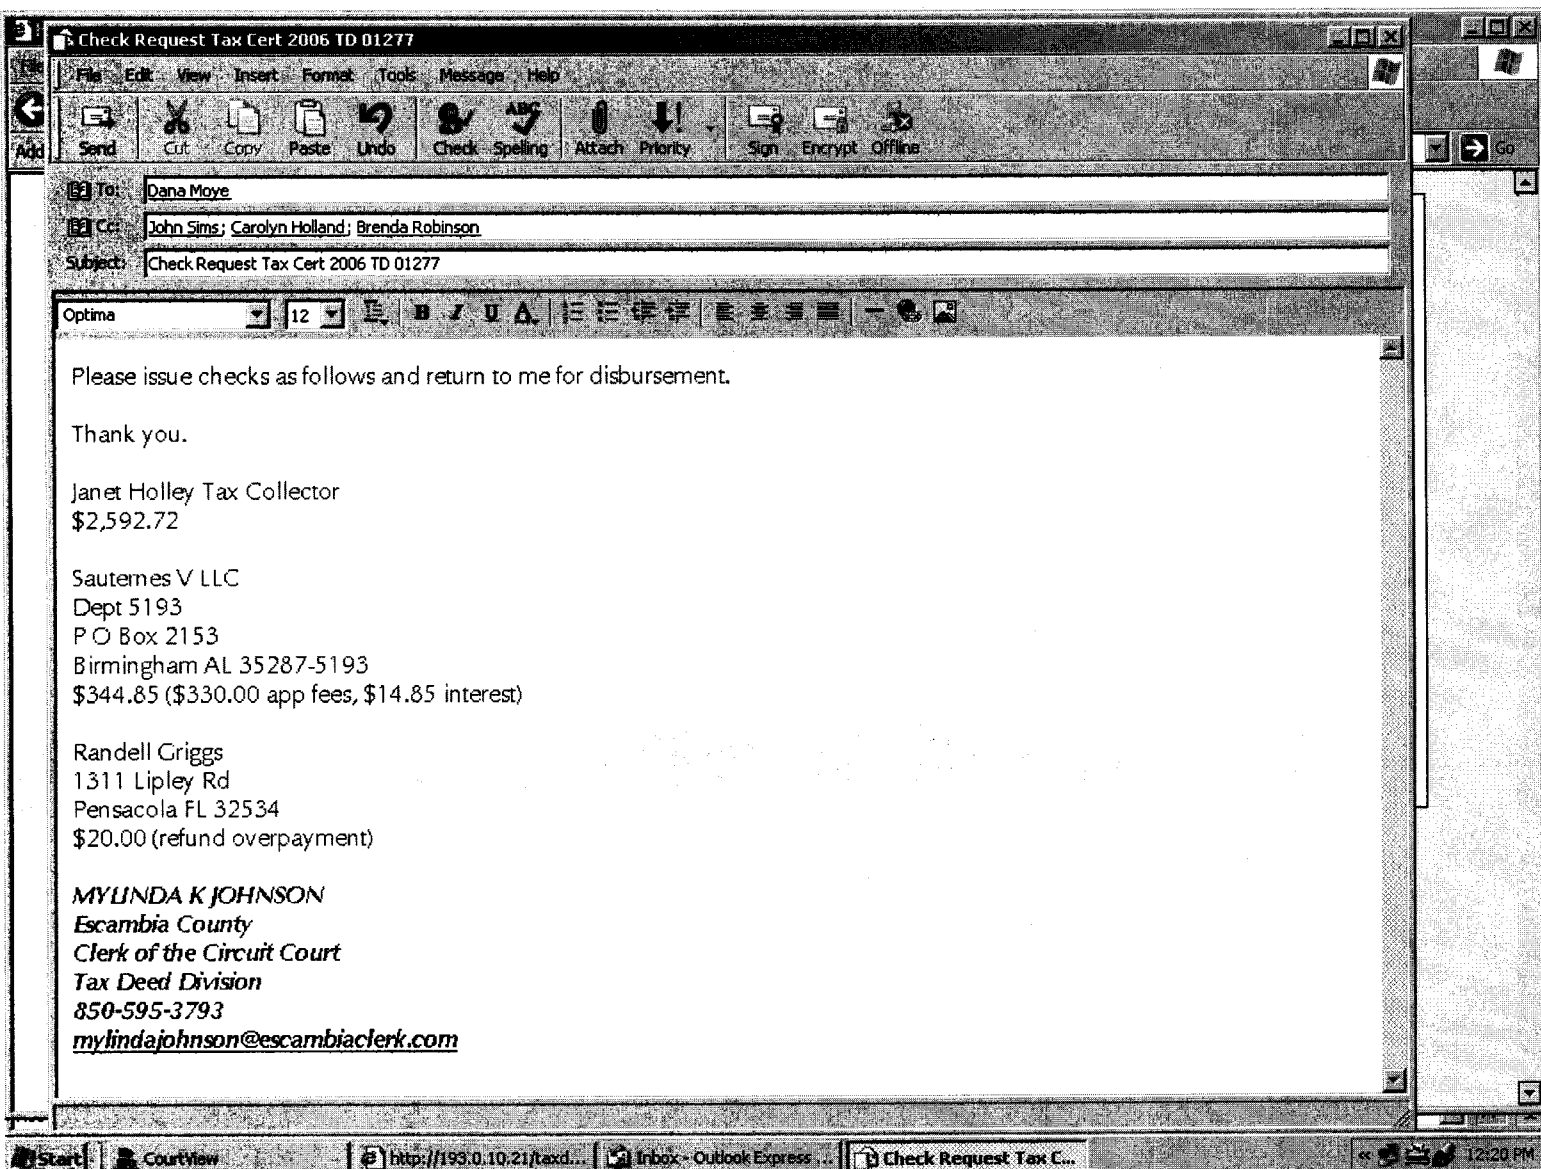 Check Request Tax Cert 2006 TD 01277
File Edit View Insert Format Tools Message Help
Send Cut Copy Paste Undo Check Spelling Attach Priority Sign Encrypt Offline
Add
Go
To: Dana Moye
Cc: John Sims; Carolyn Holland; Brenda Robinson
Subject: Check Request Tax Cert 2006 TD 01277
Optima 12
Please issue checks as follows and return to me for disbursement.
Thank you.
Janet Holley Tax Collector
$2,592.72
Sauternes V LLC
Dept 5193
P O Box 2153
Birmingham AL 35287-5193
$344.85 ($330.00 app fees, $14.85 interest)
Randell Griggs
1311 Lipley Rd
Pensacola FL 32534
$20.00 (refund overpayment)
MYLINDA K JOHNSON
Escambia County
Clerk of the Circuit Court
Tax Deed Division
850-595-3793
mylindajohnson@escambiaclerk.com
Start CourtView http://193.0.10.21/taxd... Inbox - Outlook Express ... Check Request Tax C... « 12:20 PM